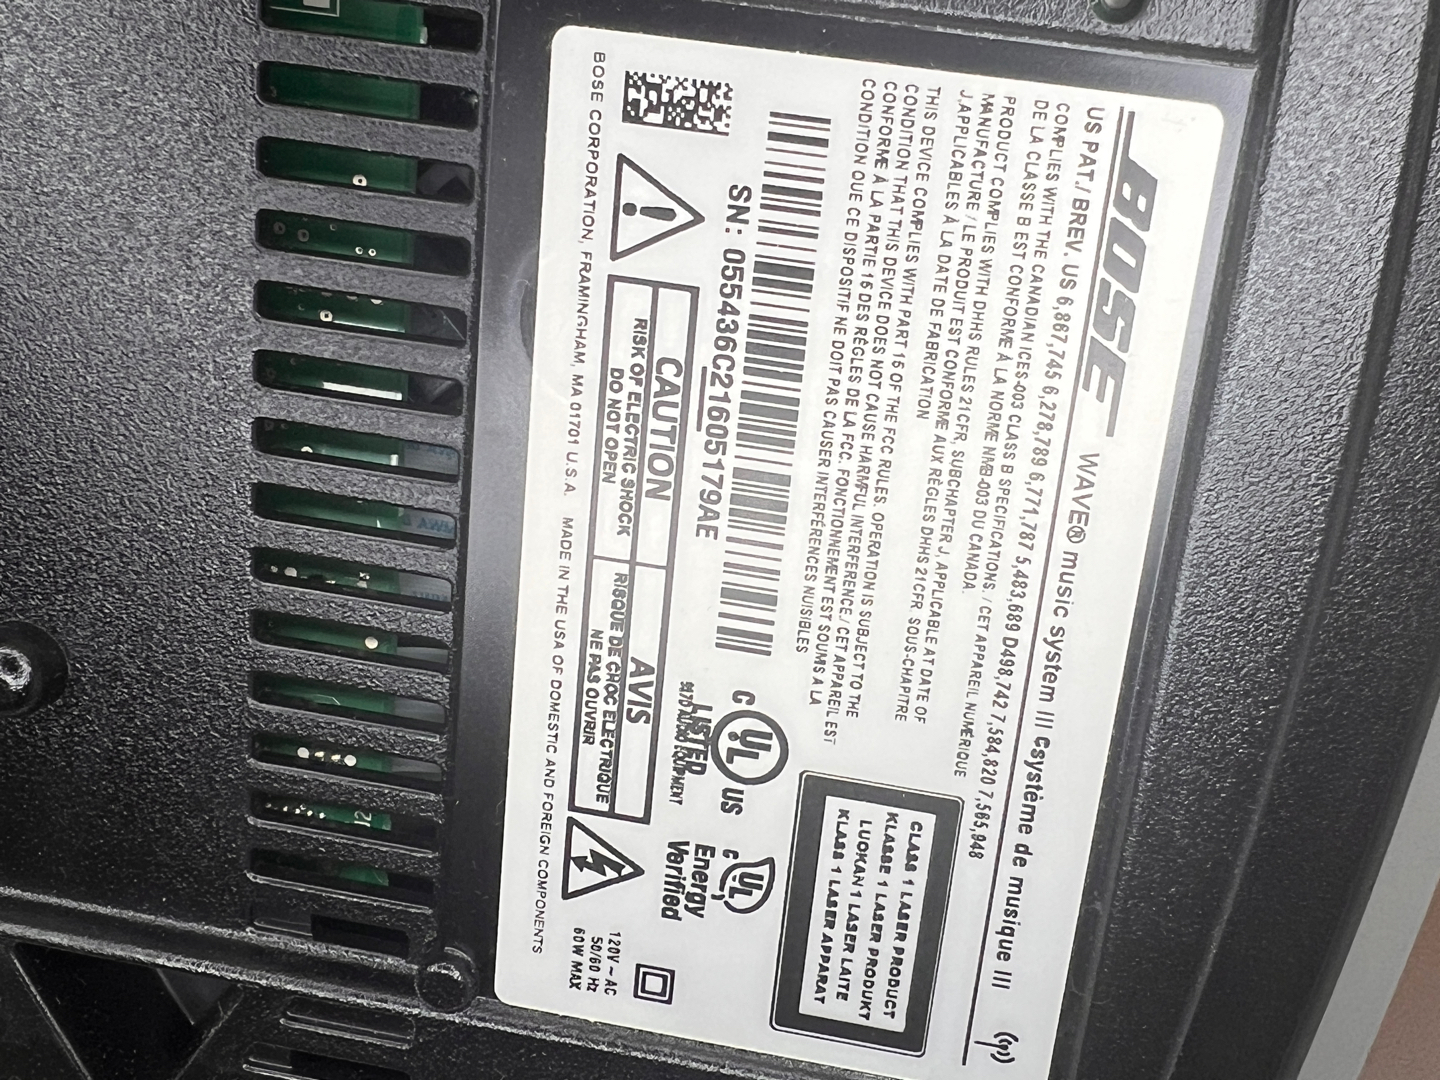 BOSE WAVE® music system III csystème de musique III
US PAT./BREV. US 6,867,745 6,278,789 6,771,787 5,483,689 D498,742 7,584,820 7,565,948
COMPLIES WITH THE CANADIAN ICES-003 CLASS B SPECIFICATIONS. / CET APPAREIL NUMÉRIQUE
DE LA CLASSE B EST CONFORME À LA NORME NMB-003 DU CANADA.
PRODUCT COMPLIES WITH DHHS RULES 21CFR, SUBCHAPTER J, APPLICABLE AT DATE OF
MANUFACTURE / LE PRODUIT EST CONFORME AUX RÈGLES DHHS 21CFR. SOUS-CHAPITRE
J, APPLICABLES À LA DATE DE FABRICATION
THIS DEVICE COMPLIES WITH PART 15 OF THE FCC RULES. OPERATION IS SUBJECT TO THE
CONDITION THAT THIS DEVICE DOES NOT CAUSE HARMFUL INTERFERENCE./ CET APPAREIL EST
CONFORME À LA PARTIE 15 DES RÈGLES DE LA FCC. FONCTIONNEMENT EST SOUMIS A LA
CONDITION QUE CE DISPOSITIF NE DOIT PAS CAUSER INTERFÉRENCES NUISIBLES
CLASS 1 LASER PRODUCT
KLASSE 1 LASER PRODUKT
LUOKAN 1 LASER LAITE
KLASS 1 LASER APPARAT
SN: 055436C21605179AE
C UL US
LISTED
AUDIO EQUIPMENT
C UL
Energy
Verified
CAUTION
RISK OF ELECTRIC SHOCK
DO NOT OPEN
AVIS
RISQUE DE CHOC ELECTRIQUE
NE PAS OUVRIR
120V ~ AC
50/60 Hz
60W MAX
BOSE CORPORATION, FRAMINGHAM, MA 01701 U.S.A. MADE IN THE USA OF DOMESTIC AND FOREIGN COMPONENTS